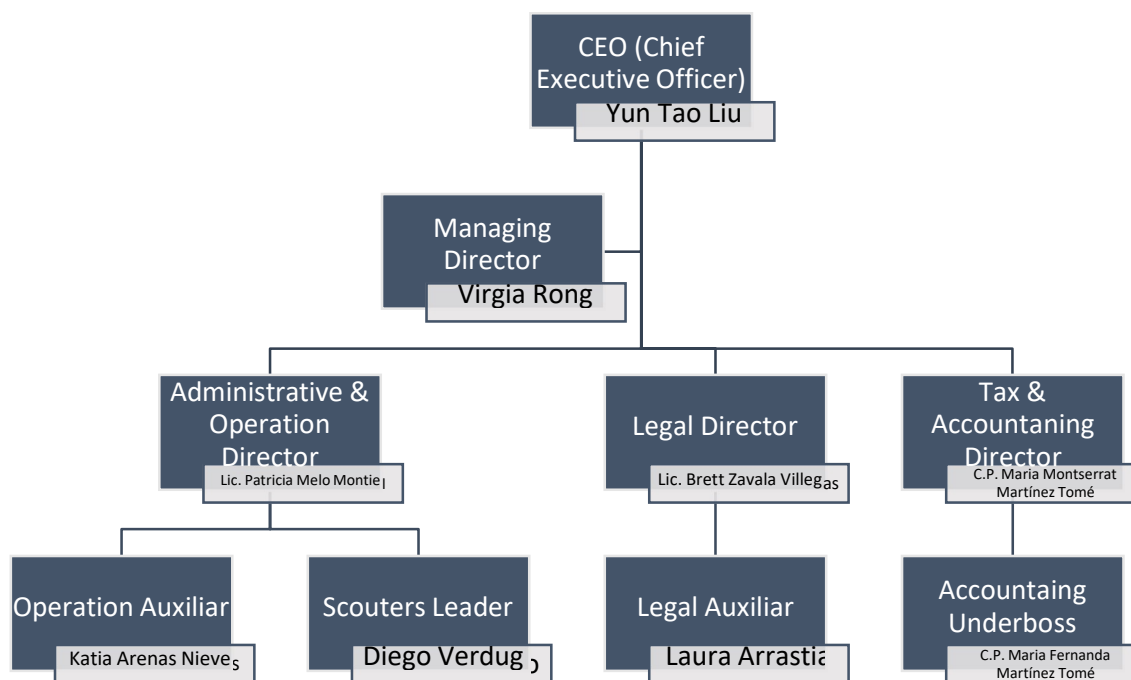 CEO (Chief
Executive Officer)
Yun Tao Liu
Managing
Director
Virgia Rong
Administrative &
Operation
Director
Lic. Patricia Melo Montiel
Legal Director
Lic. Brett Zavala Villegas
Tax &
Accountaning
Director
C.P. Maria Montserrat
Martínez Tomé
Operation Auxiliar
Katia Arenas Nieves
Scouters Leader
Diego Verdugo
Legal Auxiliar
Laura Arrastia
Accountaing
Underboss
C.P. Maria Fernanda
Martínez Tomé